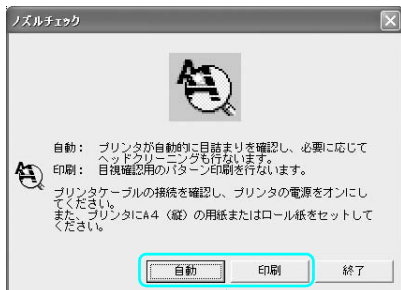 ノズルチェック
自動： プリンタが自動的に目詰まりを確認し、必要に応じて
ヘッドクリーニングも行ないます。
印刷： 目視確認用のパターン印刷を行ないます。
プリンタケーブルの接続を確認し、プリンタの電源をオンにし
てください。
また、プリンタにA4（縦）の用紙またはロール紙をセットして
ください。
自動 印刷 終了